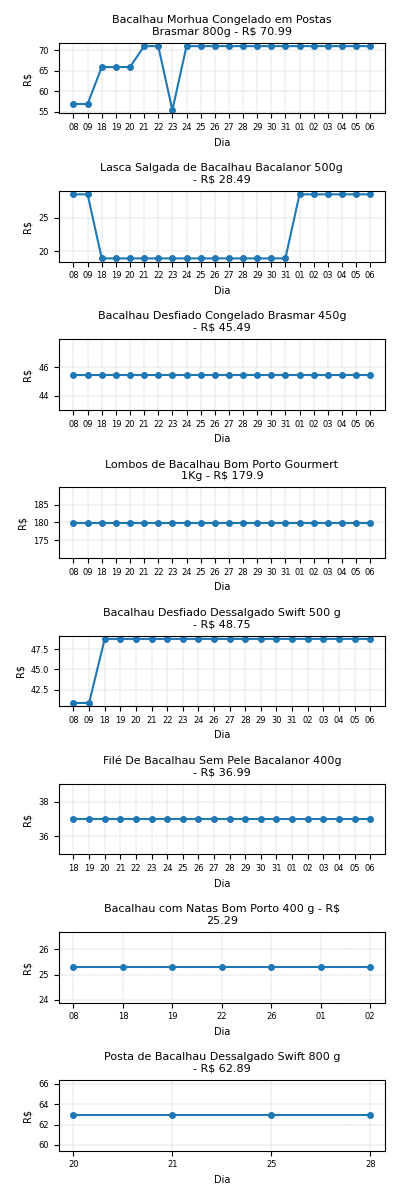 Bacalhau Morhua Congelado em Postas
Brasmar 800g - R$ 70.99
70
65
60
55
R$
08 09 18 19 20 21 22 23 24 25 26 27 28 29 30 31 01 02 03 04 05 06
Dia
Lasca Salgada de Bacalhau Bacalanor 500g
- R$ 28.49
25
20
R$
08 09 18 19 20 21 22 23 24 25 26 27 28 29 30 31 01 02 03 04 05 06
Dia
Bacalhau Desfiado Congelado Brasmar 450g
- R$ 45.49
46
44
R$
08 09 18 19 20 21 22 23 24 25 26 27 28 29 30 31 01 02 03 04 05 06
Dia
Lombos de Bacalhau Bom Porto Gourmert
1Kg - R$ 179.9
185
180
175
R$
08 09 18 19 20 21 22 23 24 25 26 27 28 29 30 31 01 02 03 04 05 06
Dia
Bacalhau Desfiado Dessalgado Swift 500 g
- R$ 48.75
47.5
45.0
42.5
R$
08 09 18 19 20 21 22 23 24 25 26 27 28 29 30 31 01 02 03 04 05 06
Dia
Filé De Bacalhau Sem Pele Bacalanor 400g
- R$ 36.99
38
36
R$
18 19 20 21 22 23 24 25 26 27 28 29 30 31 01 02 03 04 05 06
Dia
Bacalhau com Natas Bom Porto 400 g - R$
25.29
26
25
24
R$
08 18 19 22 26 01 02
Dia
Posta de Bacalhau Dessalgado Swift 800 g
- R$ 62.89
66
64
62
60
R$
20 21 25 28
Dia